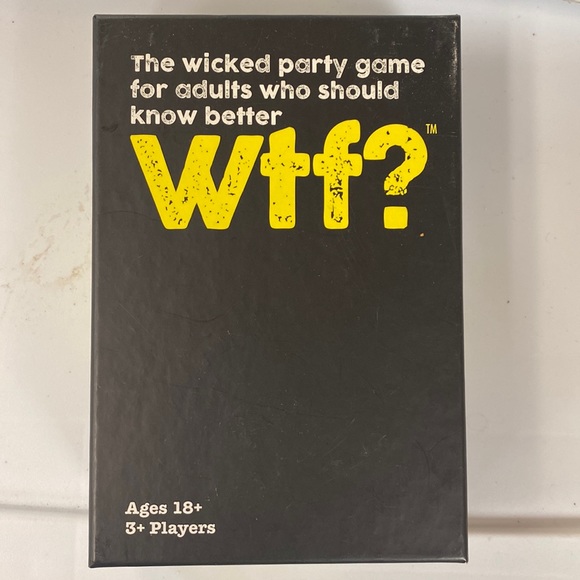 The wicked party game
for adults who should
know better
wtf?™
Ages 18+
3+ Players